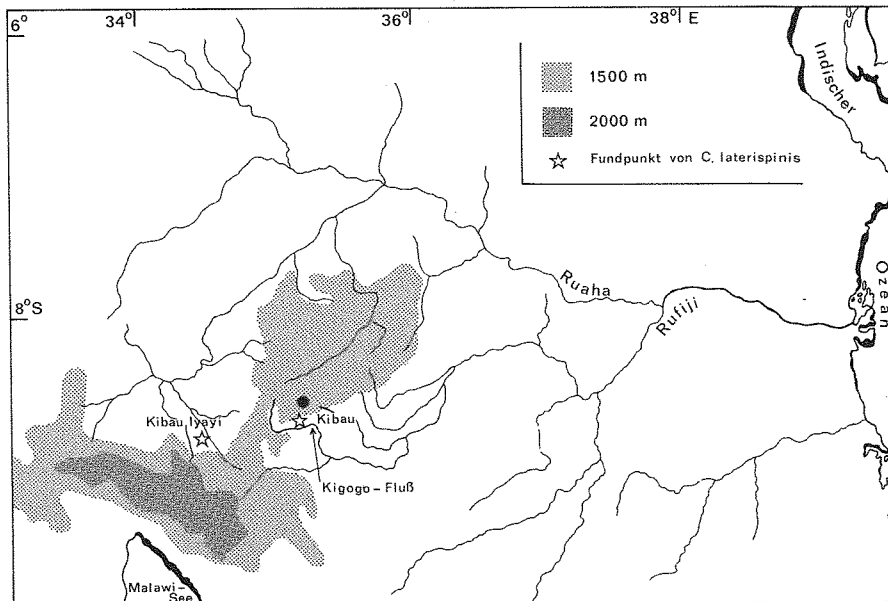 6°
34°
36°
38° E
1500 m
2000 m
Fundpunkt von C. laterispinis
Indischer
Ozean
Ruaha
Rufiji
8°S
Kibau Iyayi
Kibau
Kigogo-Fluß
Malawi-
See